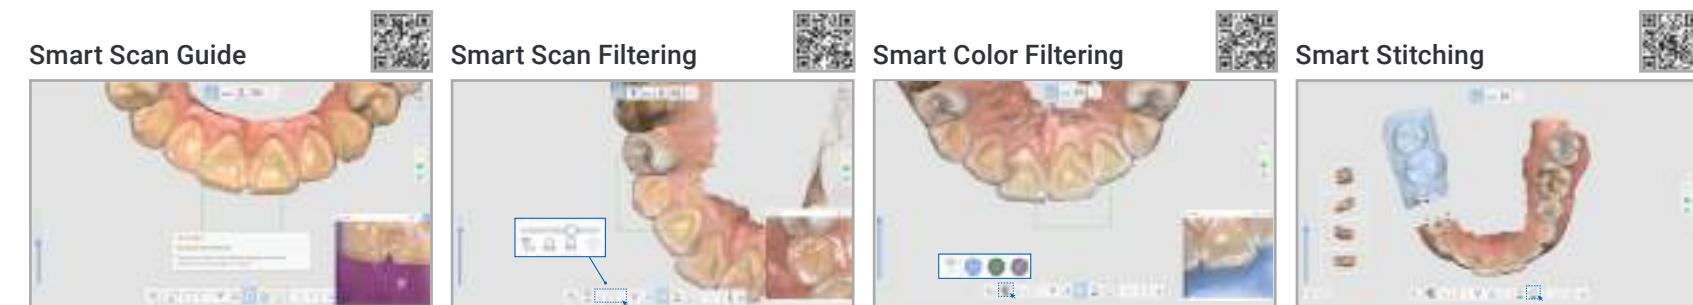 Smart Scan Guide
Smart Scan Filtering
Smart Color Filtering
Smart Stitching